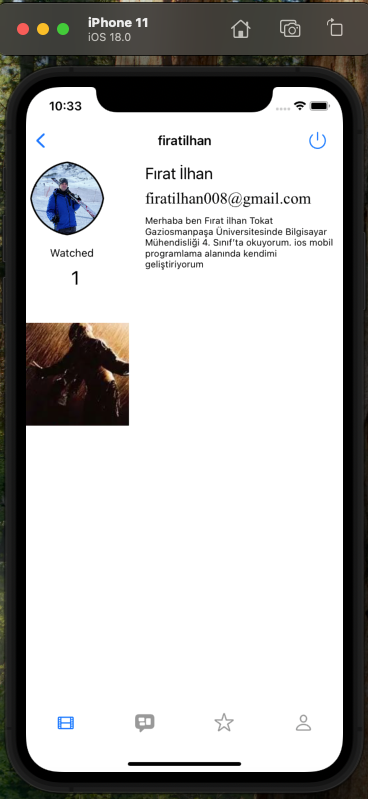 iPhone 11
iOS 18.0
10:33
firatilhan
Fırat İlhan
firatilhan008@gmail.com
Merhaba ben Fırat ilhan Tokat
Gaziosmanpaşa Üniversitesinde Bilgisayar
Mühendisliği 4. Sınıf'ta okuyorum. ios mobil
programlama alanında kendimi
geliştiriyorum
Watched
1